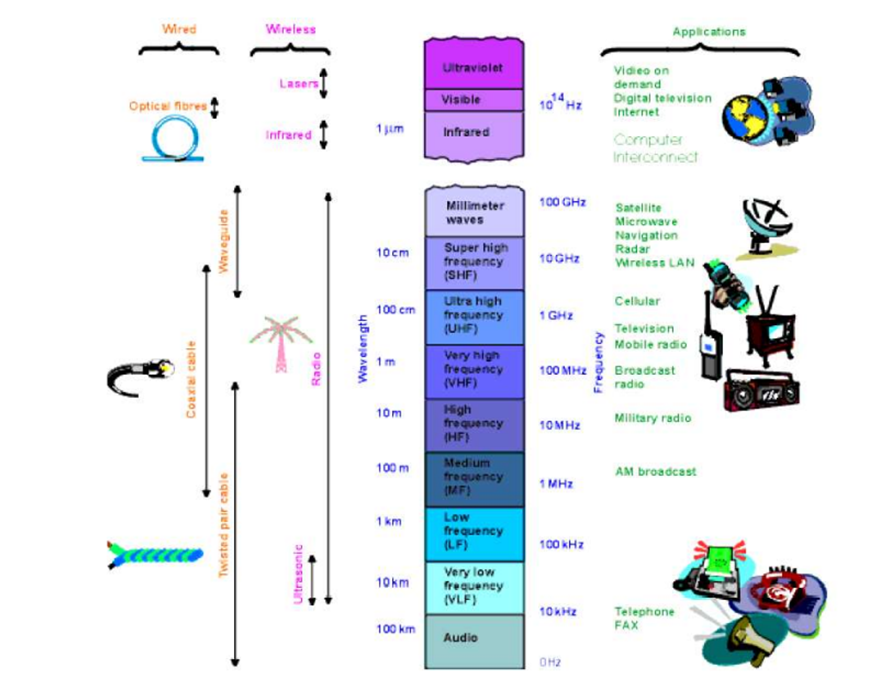 Wired
Wireless
Applications
Lasers
Optical fibres
Infrared
Waveguide
Coaxial cable
Twisted pair cable
Radio
Ultrasonic
Wavelength
1 μm
10 cm
100 cm
1 m
10 m
100 m
1 km
10 km
100 km
Ultraviolet
Visible
Infrared
Millimeter
waves
Super high
frequency
(SHF)
Ultra high
frequency
(UHF)
Very high
frequency
(VHF)
High
frequency
(HF)
Medium
frequency
(MF)
Low
frequency
(LF)
Very low
frequency
(VLF)
Audio
10^14 Hz
100 GHz
10 GHz
1 GHz
100 MHz
10 MHz
1 MHz
100 kHz
10 kHz
0 Hz
Frequency
Vidieo on
demand
Digital television
Internet
Computer
Interconnect
Satellite
Microwave
Navigation
Radar
Wireless LAN
Cellular
Television
Mobile radio
Broadcast
radio
Military radio
AM broadcast
Telephone
FAX